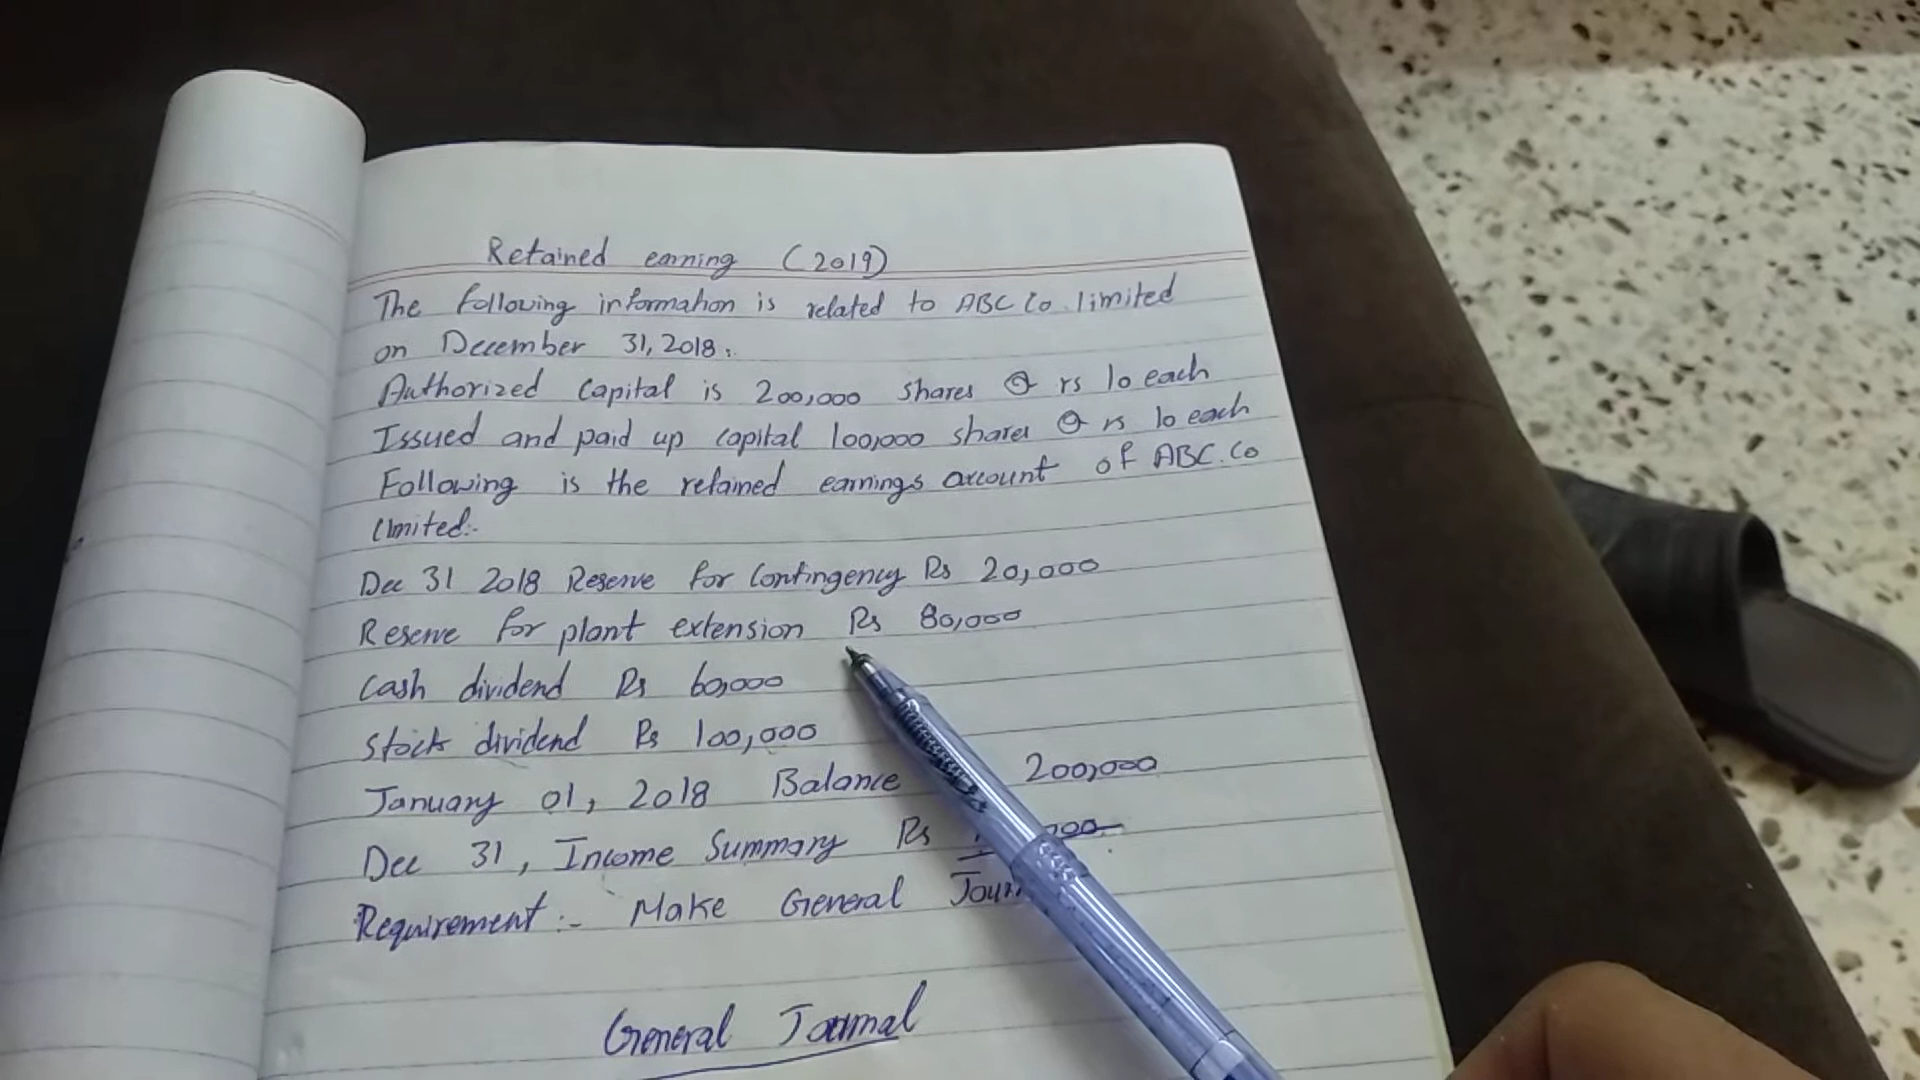 Retained earning (2019)
The following information is related to ABC Co. limited
on December 31, 2018.
Authorized Capital is 200,000 shares @ rs 10 each
Issued and paid up capital 100,000 shares @ rs 10 each
Following is the retained earnings account of ABC. Co
limited:-
Dec 31 2018 Reserve for Contingency Rs 20,000
Reserve for plant extension Rs 80,000
Cash dividend Rs 60,000
Stock dividend Rs 100,000
January 01, 2018 Balance 200,000
Dec 31, Income Summary Rs
Requirement:- Make General
General Journal